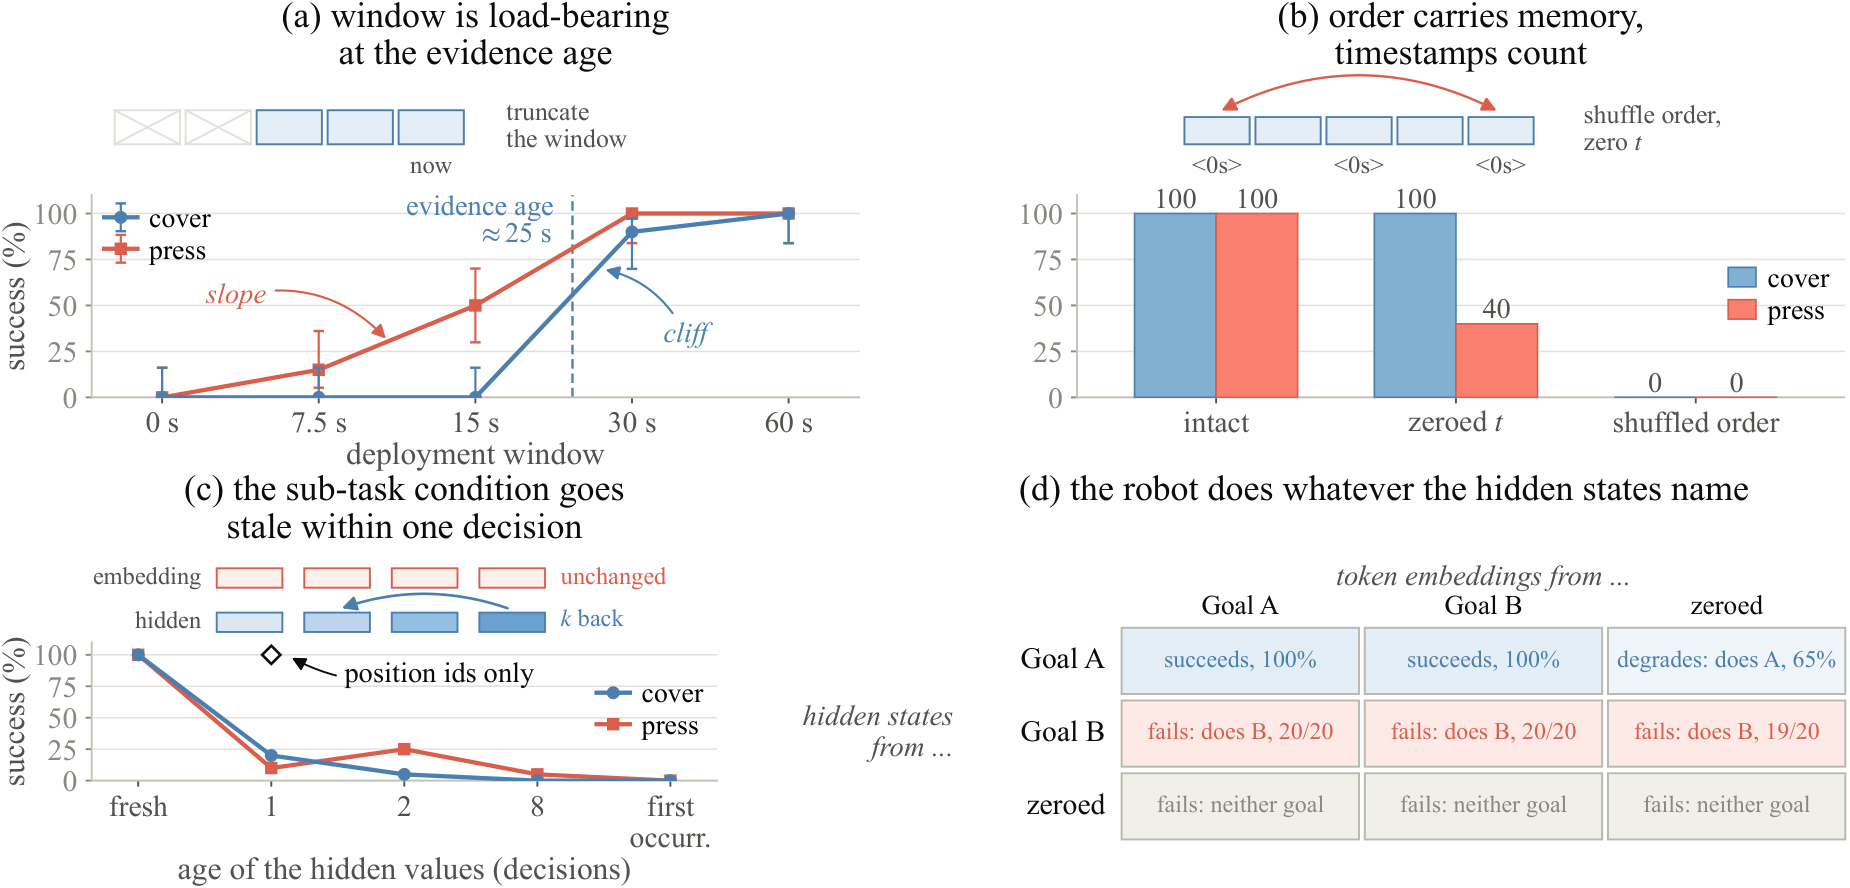 (a) window is load-bearing
at the evidence age
truncate
the window
now
evidence age
≈ 25 s
cover
press
slope
cliff
success (%)
100
75
50
25
0
0 s
7.5 s
15 s
30 s
60 s
deployment window
(b) order carries memory,
timestamps count
shuffle order,
zero t
<0s>
<0s>
<0s>
100
100
100
40
0
0
cover
press
100
75
50
25
0
intact
zeroed t
shuffled order
(c) the sub-task condition goes
stale within one decision
embedding
unchanged
hidden
k back
position ids only
cover
press
success (%)
100
75
50
25
0
fresh
1
2
8
first
occurr.
age of the hidden values (decisions)
(d) the robot does whatever the hidden states name
token embeddings from ...
Goal A
Goal B
zeroed
hidden states
from ...
Goal A
succeeds, 100%
succeeds, 100%
degrades: does A, 65%
Goal B
fails: does B, 20/20
fails: does B, 20/20
fails: does B, 19/20
zeroed
fails: neither goal
fails: neither goal
fails: neither goal